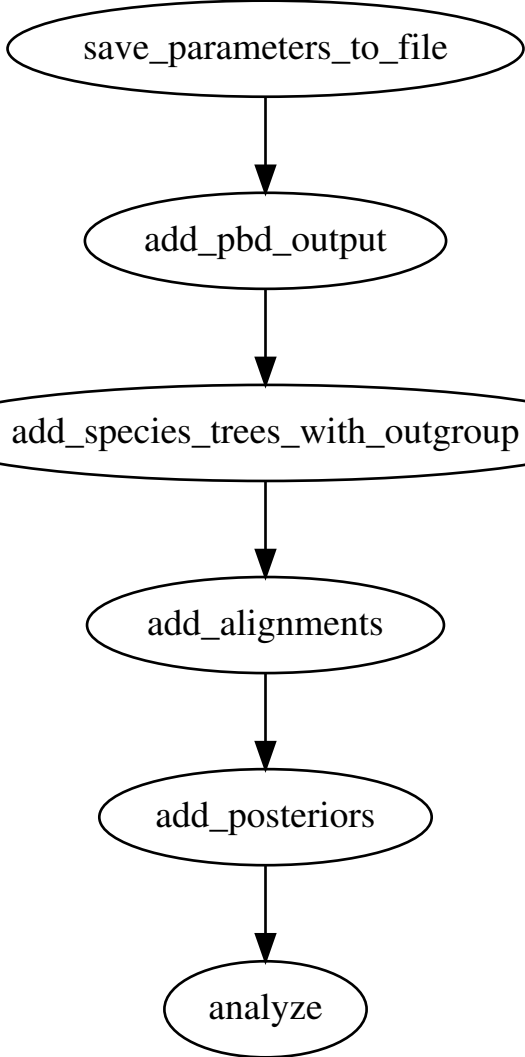 save_parameters_to_file
add_pbd_output
add_species_trees_with_outgroup
add_alignments
add_posteriors
analyze